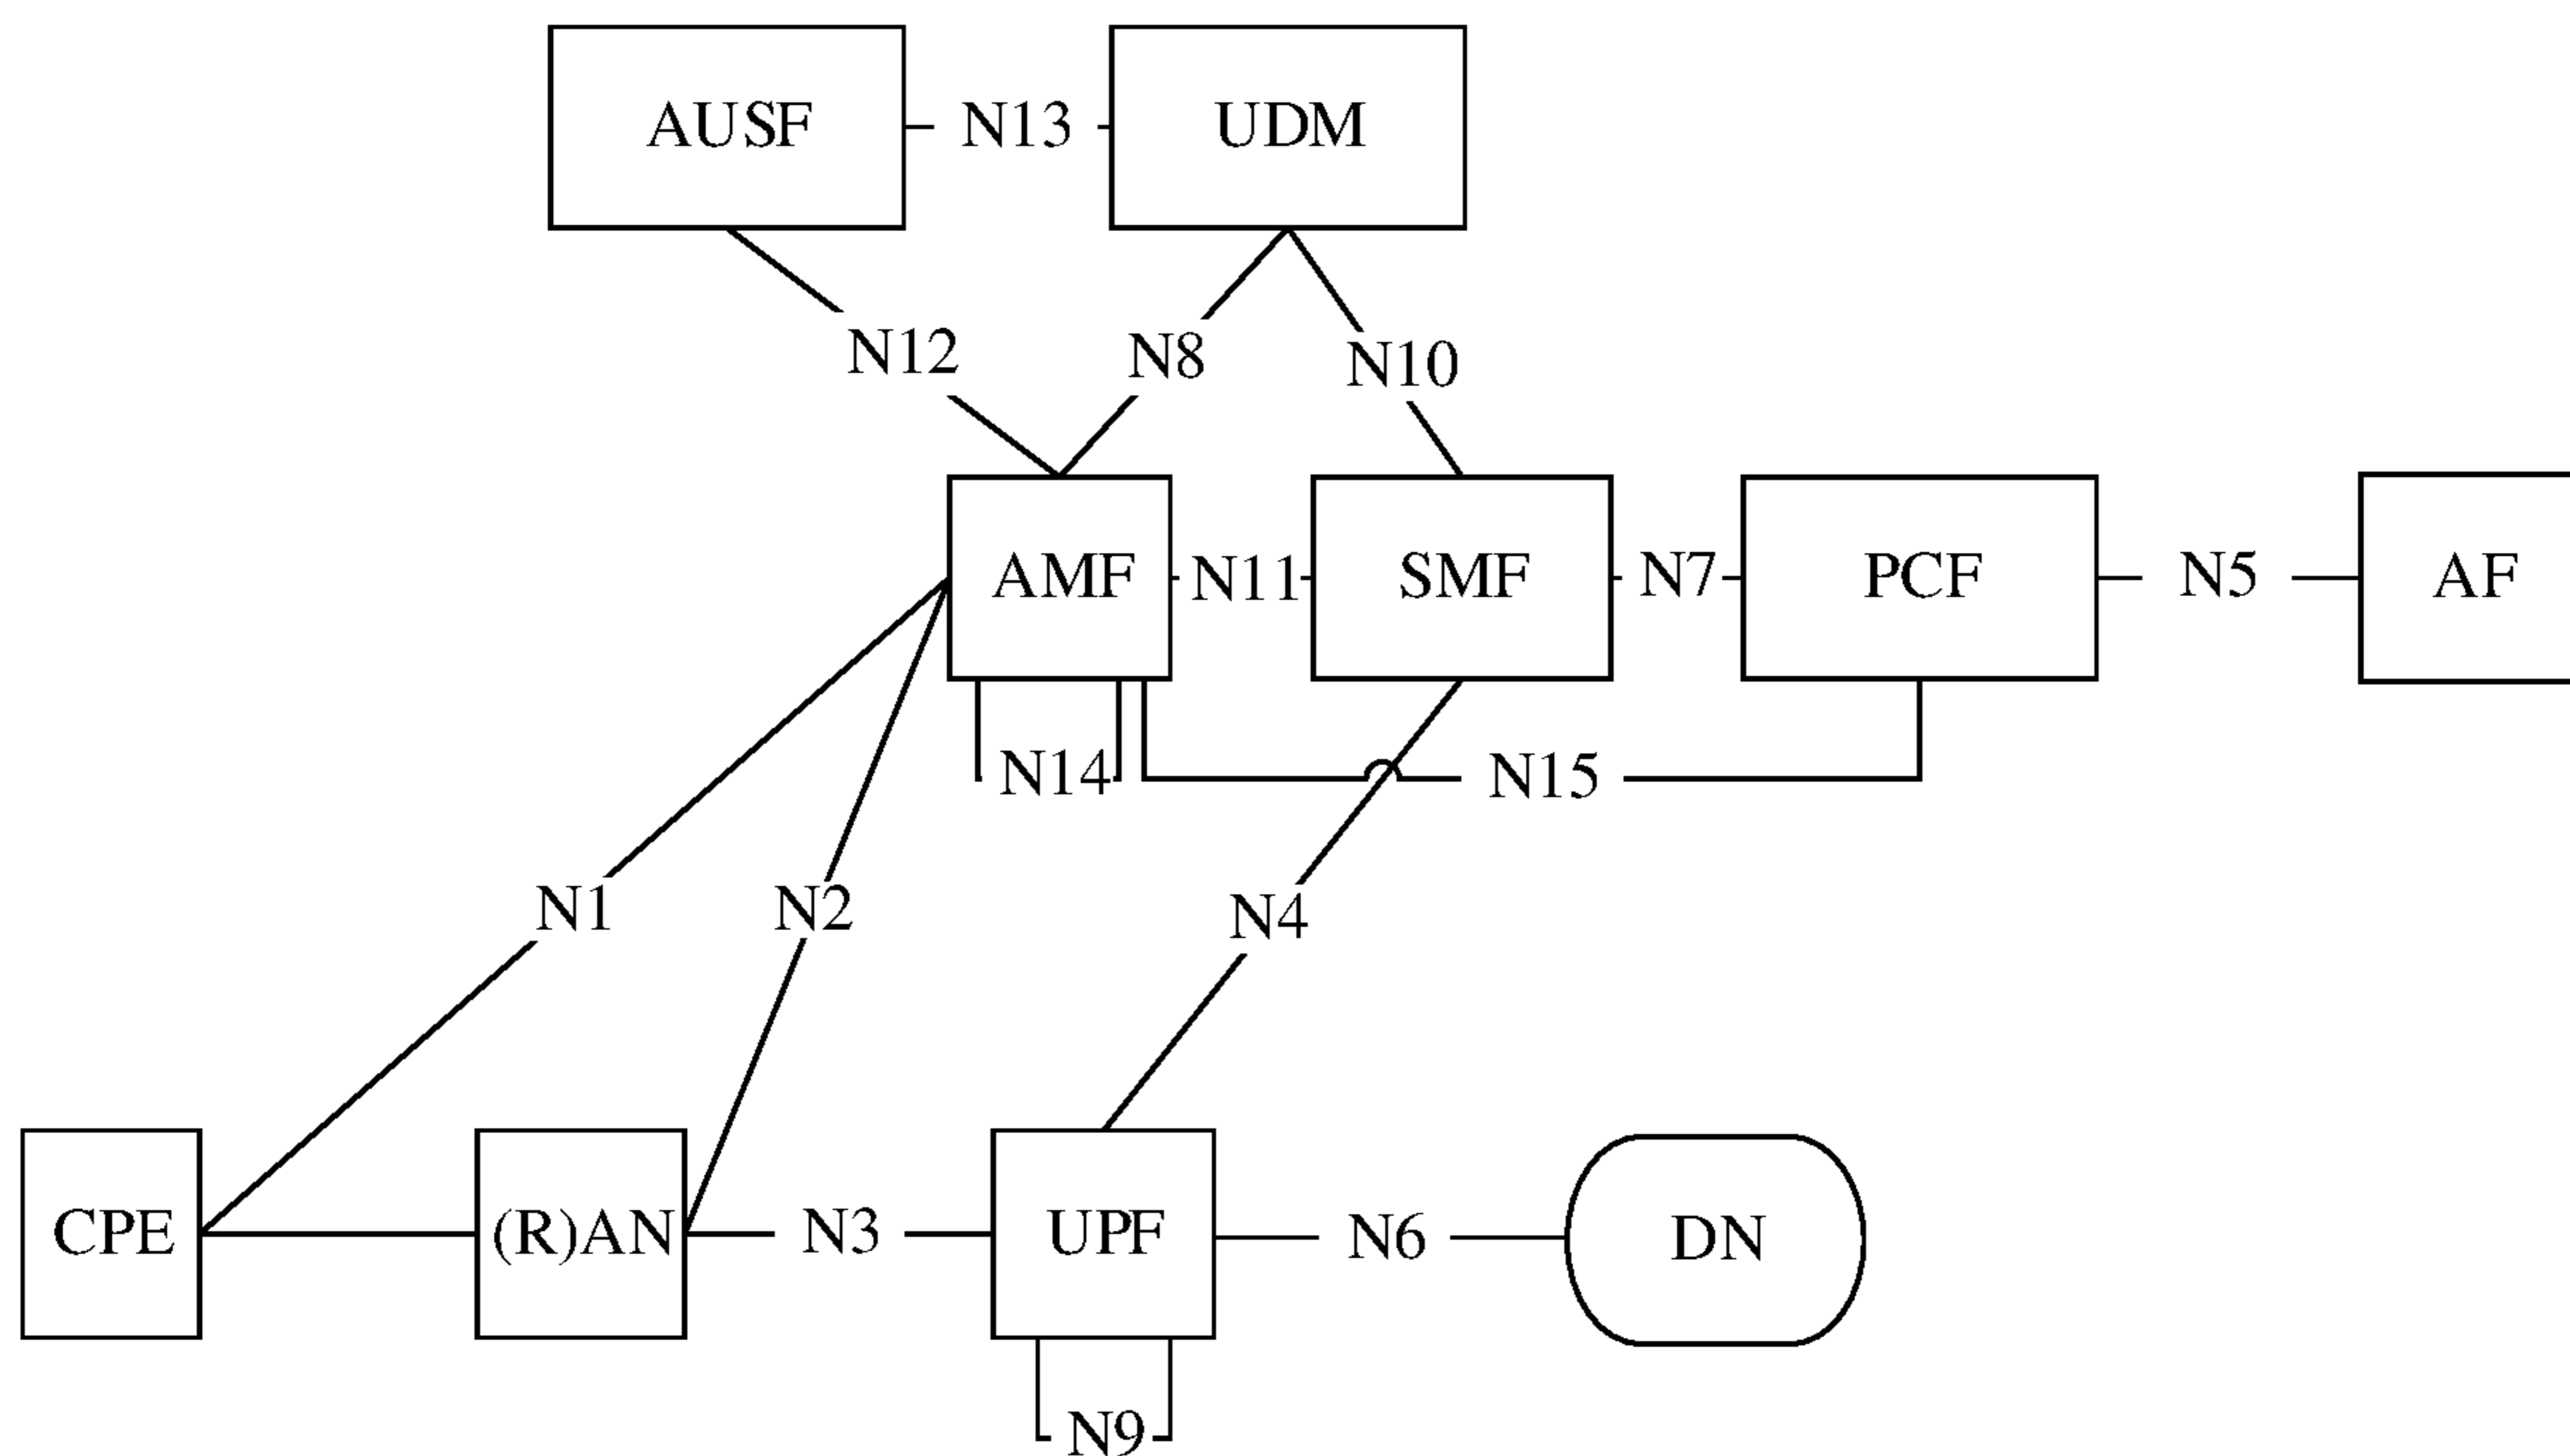 AUSF N13 UDM
N12 N8 N10
AMF N11 SMF N7 PCF N5 AF
N14 N15
N1 N2 N4
CPE (R)AN N3 UPF N6 DN
N9